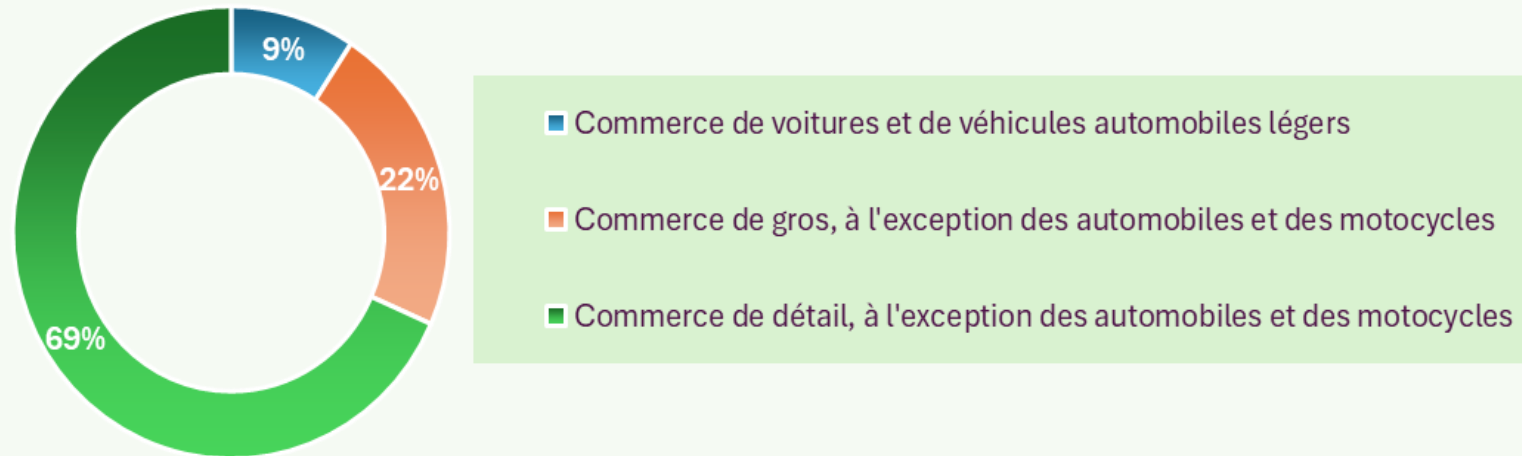 9%
22%
69%
Commerce de voitures et de véhicules automobiles légers
Commerce de gros, à l'exception des automobiles et des motocycles
Commerce de détail, à l'exception des automobiles et des motocycles